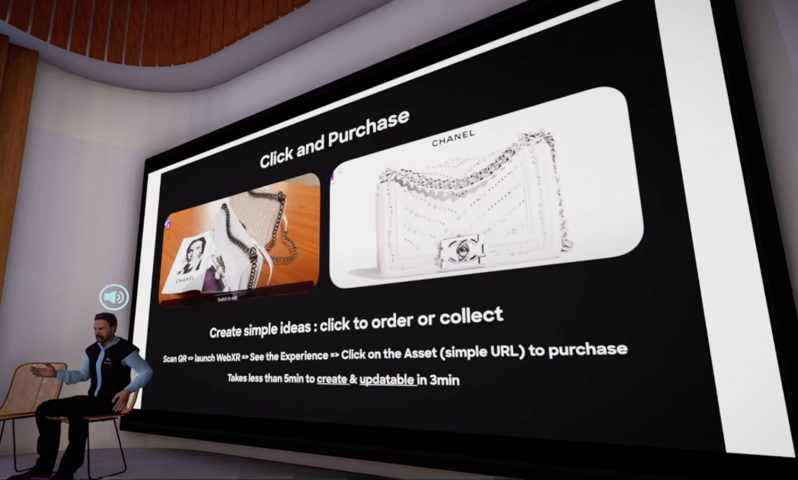 Click and Purchase
CHANEL
CHANEL
Create simple ideas : click to order or collect
Scan QR => launch WebXR => See the Experience => Click on the Asset (simple URL) to purchase
Takes less than 5min to create & updatable in 3min